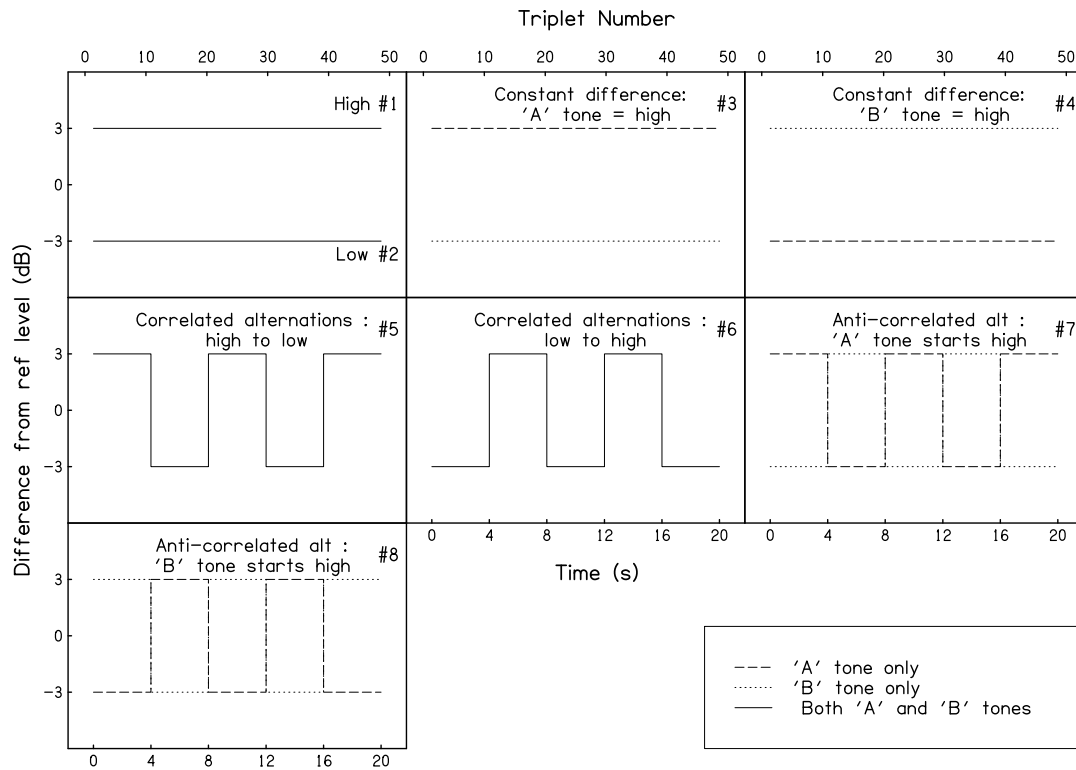 Triplet Number
0 10 20 30 40 50 0 10 20 30 40 50 0 10 20 30 40 50
High #1
Low #2
Constant difference: #3
'A' tone = high
Constant difference: #4
'B' tone = high
3
0
−3
Difference from ref level (dB)
Correlated alternations : #5
high to low
Correlated alternations : #6
low to high
Anti−correlated alt : #7
'A' tone starts high
3
0
−3
0 4 8 12 16 20 0 4 8 12 16 20
Time (s)
Anti−correlated alt : #8
'B' tone starts high
3
0
−3
0 4 8 12 16 20
'A' tone only
'B' tone only
Both 'A' and 'B' tones